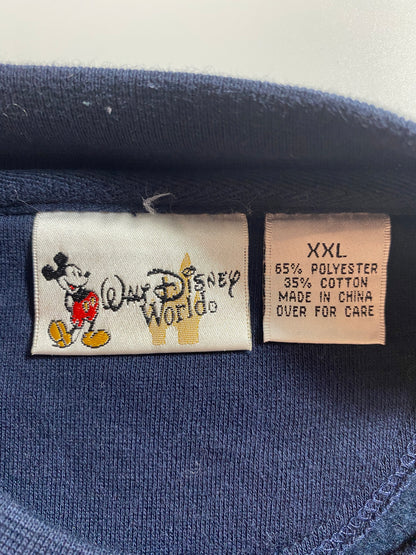 Walt Disney
World
XXL
65% POLYESTER
35% COTTON
MADE IN CHINA
OVER FOR CARE